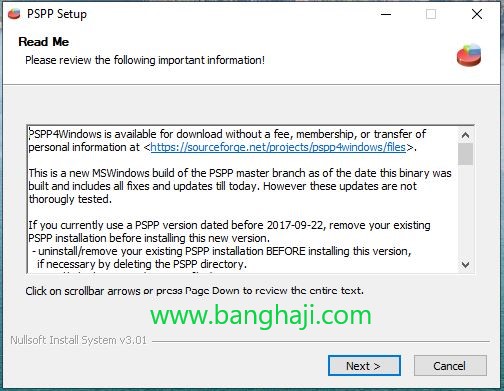 PSPP Setup
Read Me
Please review the following important information!
PSPP4Windows is available for download without a fee, membership, or transfer of
personal information at <https://sourceforge.net/projects/pspp4windows/files>.
This is a new MSWindows build of the PSPP master branch as of the date this binary was
built and includes all fixes and updates till today. However these updates are not
thorougly tested.
If you currently use a PSPP version dated before 2017-09-22, remove your existing
PSPP installation before installing this new version.
- uninstall/remove your existing PSPP installation BEFORE installing this version,
if necessary by deleting the PSPP directory.
Click on scrollbar arrows or press Page Down to review the entire text.
www.banghaji.com
Nullsoft Install System v3.01
Next >
Cancel